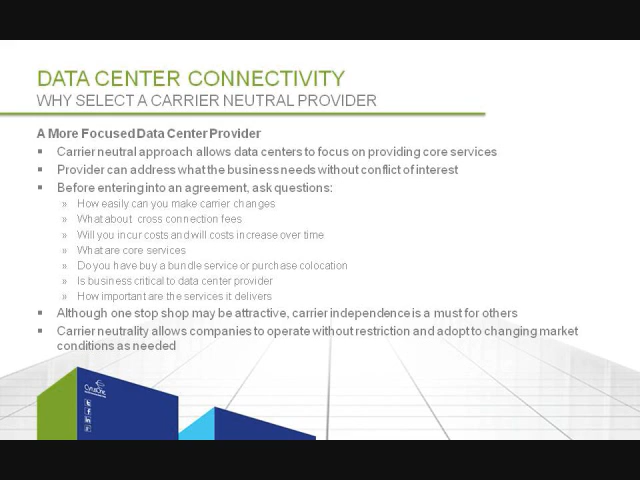 DATA CENTER CONNECTIVITY
WHY SELECT A CARRIER NEUTRAL PROVIDER
A More Focused Data Center Provider
▪ Carrier neutral approach allows data centers to focus on providing core services
▪ Provider can address what the business needs without conflict of interest
▪ Before entering into an agreement, ask questions:
» How easily can you make carrier changes
» What about cross connection fees
» Will you incur costs and will costs increase over time
» What are core services
» Do you have buy a bundle service or purchase colocation
» Is business critical to data center provider
» How important are the services it delivers
▪ Although one stop shop may be attractive, carrier independence is a must for others
▪ Carrier neutrality allows companies to operate without restriction and adopt to changing market
conditions as needed
CyrusOne